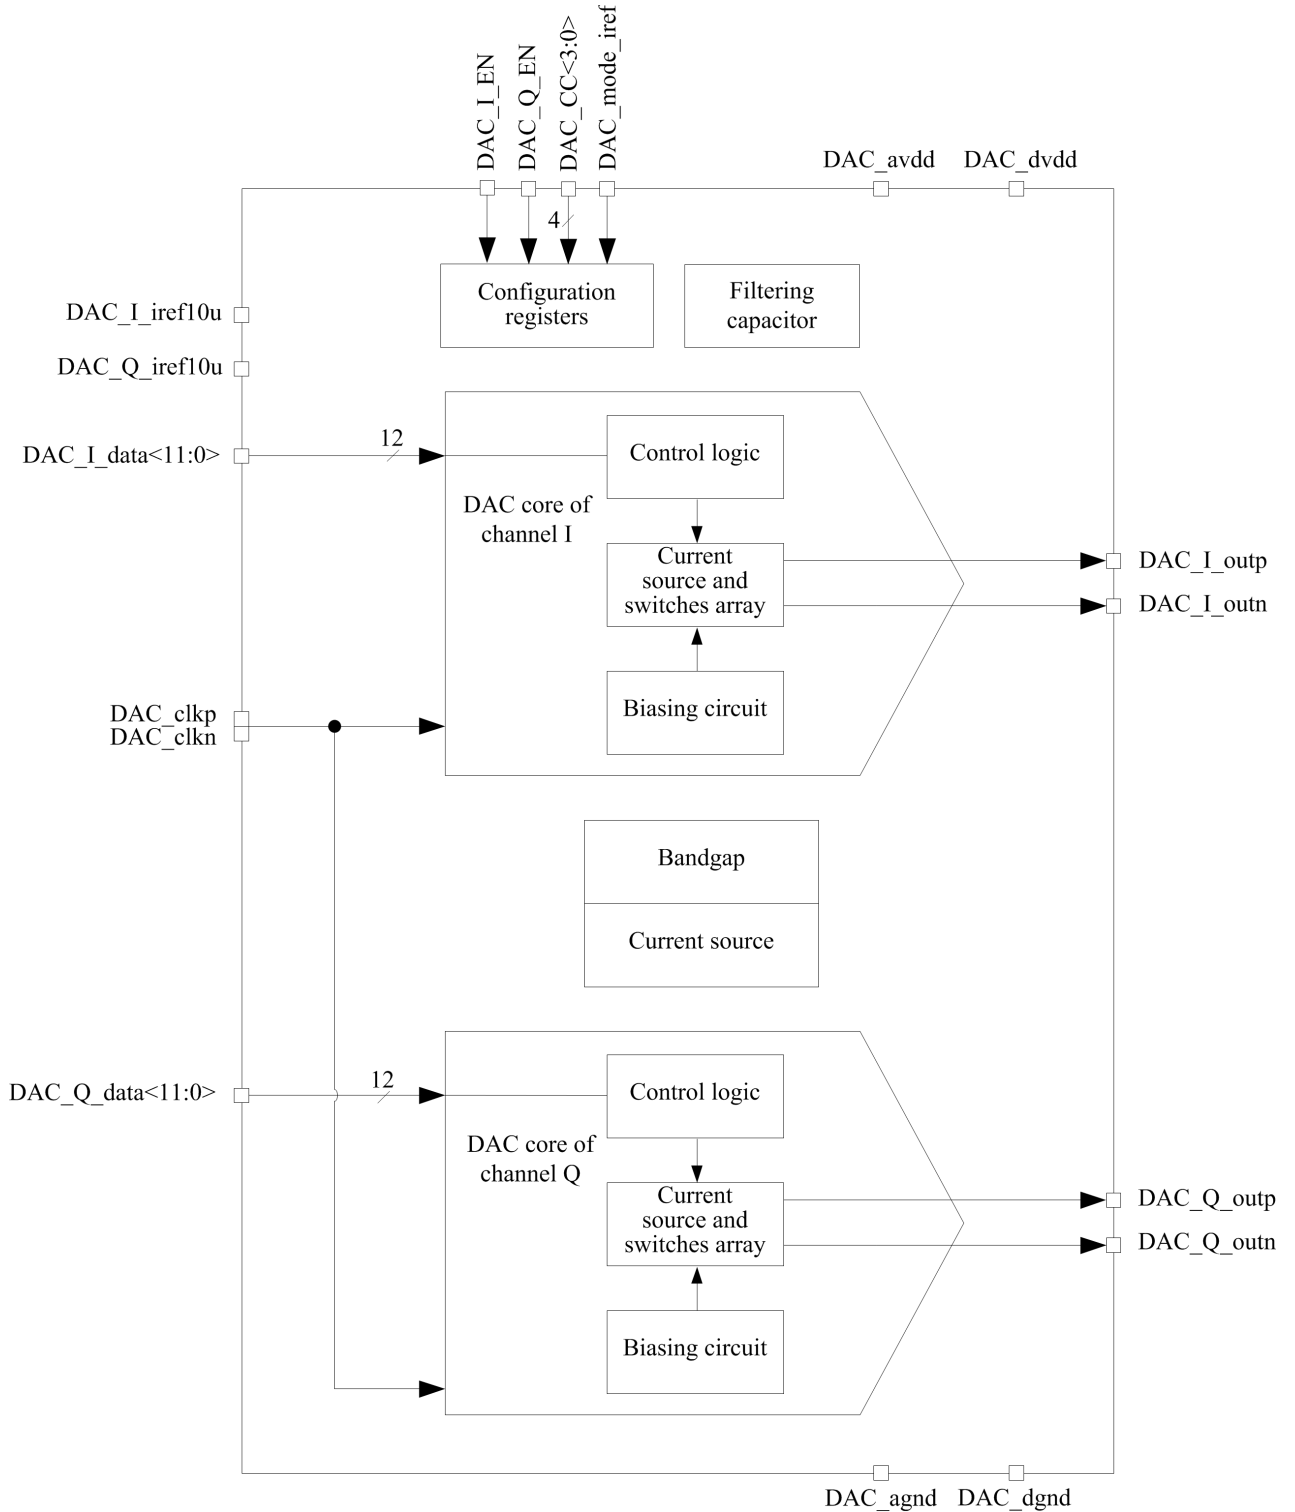 DAC_I_EN
DAC_Q_EN
DAC_CC<3:0>
DAC_mode_iref
DAC_avdd
DAC_dvdd
4
Configuration
registers
Filtering
capacitor
DAC_I_iref10u
DAC_Q_iref10u
DAC_I_data<11:0>
12
Control logic
DAC core of
channel I
Current
source and
switches array
DAC_I_outp
DAC_I_outn
Biasing circuit
DAC_clkp
DAC_clkn
Bandgap
Current source
DAC_Q_data<11:0>
12
Control logic
DAC core of
channel Q
Current
source and
switches array
DAC_Q_outp
DAC_Q_outn
Biasing circuit
DAC_agnd
DAC_dgnd